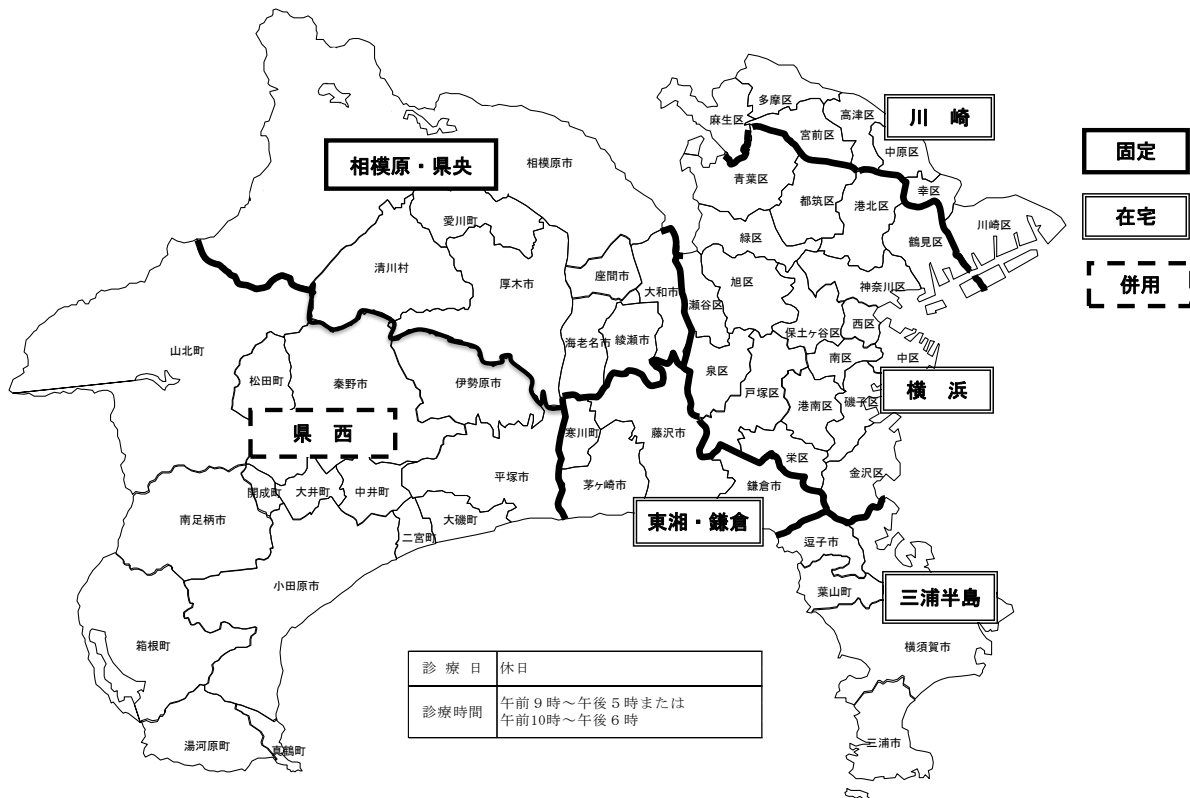 多摩区
麻生区
高津区
川　崎
宮前区
中原区
固定
相模原・県央
相模原市
青葉区
幸区
都筑区
港北区
在宅
愛川町
川崎区
緑区
鶴見区
清川村
厚木市
座間市
旭区
併用
大和市
神奈川区
瀬谷区
西区
保土ヶ谷区
山北町
海老名市
綾瀬市
南区
中区
松田町
秦野市
伊勢原市
泉区
戸塚区
横　浜
港南区
磯子区
県　西
寒川町
藤沢市
栄区
金沢区
平塚市
開成町
大井町
中井町
茅ヶ崎市
鎌倉市
南足柄市
大磯町
東湘・鎌倉
二宮町
逗子市
小田原市
葉山町
三浦半島
箱根町
横須賀市
診 療 日
休日
診療時間
午前９時～午後５時または
午前10時～午後６時
湯河原町
真鶴町
三浦市